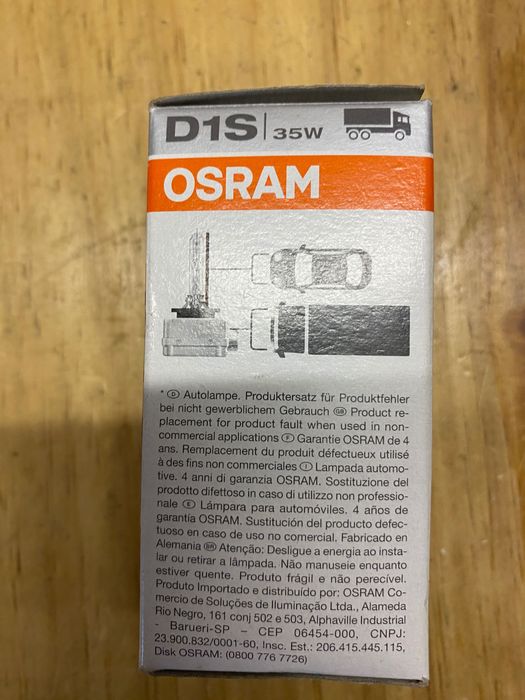 D1S 35W
OSRAM
* (D) Autolampe. Produktersatz für Produktfehler
bei nicht gewerblichem Gebrauch (GB) Product re-
placement for product fault when used in non-
commercial applications (F) Garantie OSRAM de 4
ans. Remplacement du produit défectueux utilisé
à des fins non commerciales (I) Lampada automo-
tive. 4 anni di garanzia OSRAM. Sostituzione del
prodotto difettoso in caso di utilizzo non professio-
nale (E) Lámpara para automóviles. 4 años de
garantía OSRAM. Sustitución del producto defec-
tuoso en caso de uso no comercial. Fabricado en
Alemania (BR) Atenção: Desligue a energia ao insta-
lar ou retirar a lâmpada. Não manuseie enquanto
estiver quente. Produto frágil e não perecível.
Produto Importado e distribuído por: OSRAM Co-
mercio de Soluções de Iluminação Ltda., Alameda
Rio Negro, 161 conj 502 e 503, Alphaville Industrial
- Barueri-SP – CEP 06454-000, CNPJ:
23.900.832/0001-60, Insc. Est.: 206.415.445.115,
Disk OSRAM: (0800 776 7726)